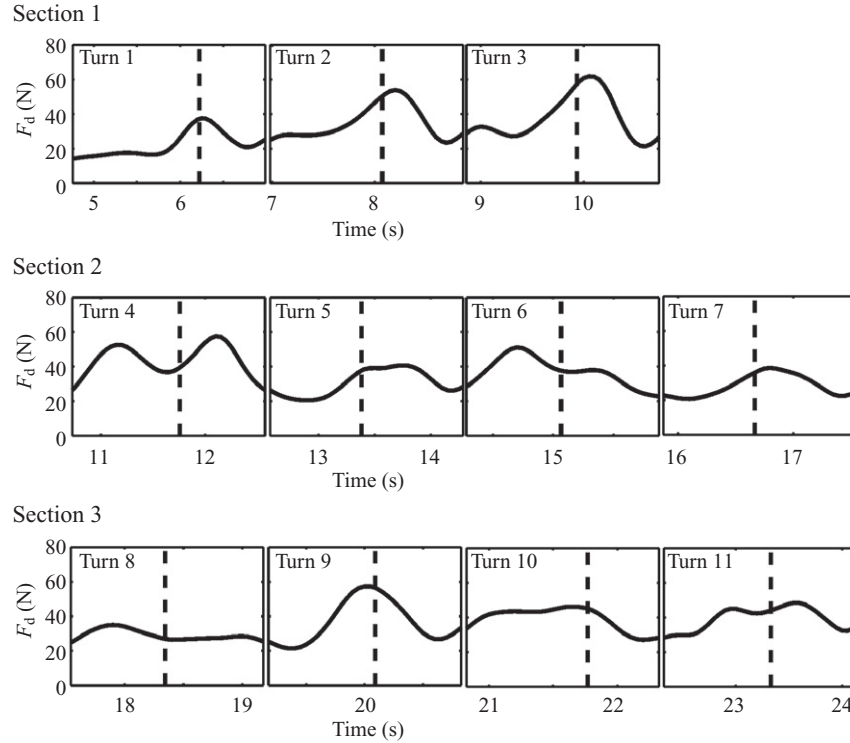 Section 1
Turn 1 Turn 2 Turn 3
80
60
40
20
0
F_d (N)
5 6 7 8 9 10
Time (s)
Section 2
Turn 4 Turn 5 Turn 6 Turn 7
80
60
40
20
0
F_d (N)
11 12 13 14 15 16 17
Time (s)
Section 3
Turn 8 Turn 9 Turn 10 Turn 11
80
60
40
20
0
F_d (N)
18 19 20 21 22 23 24
Time (s)